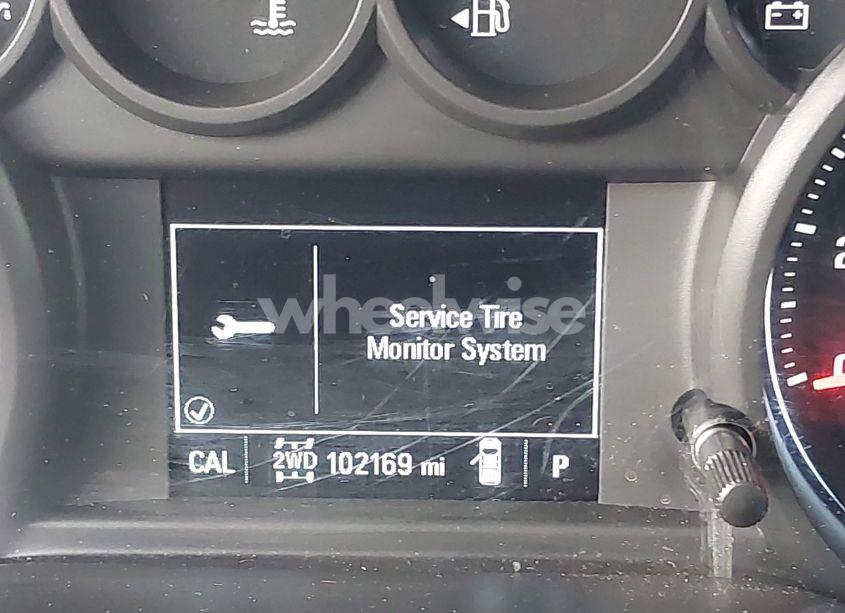 wheelwise
Service Tire
Monitor System
CAL 2WD 102169 mi P